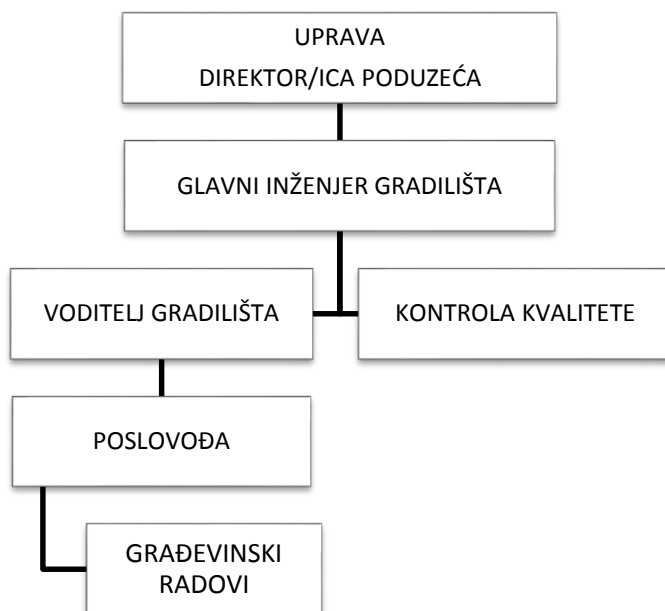 UPRAVA
DIREKTOR/ICA PODUZEĆA
GLAVNI INŽENJER GRADILIŠTA
VODITELJ GRADILIŠTA
KONTROLA KVALITETE
POSLOVOĐA
GRAĐEVINSKI
RADOVI